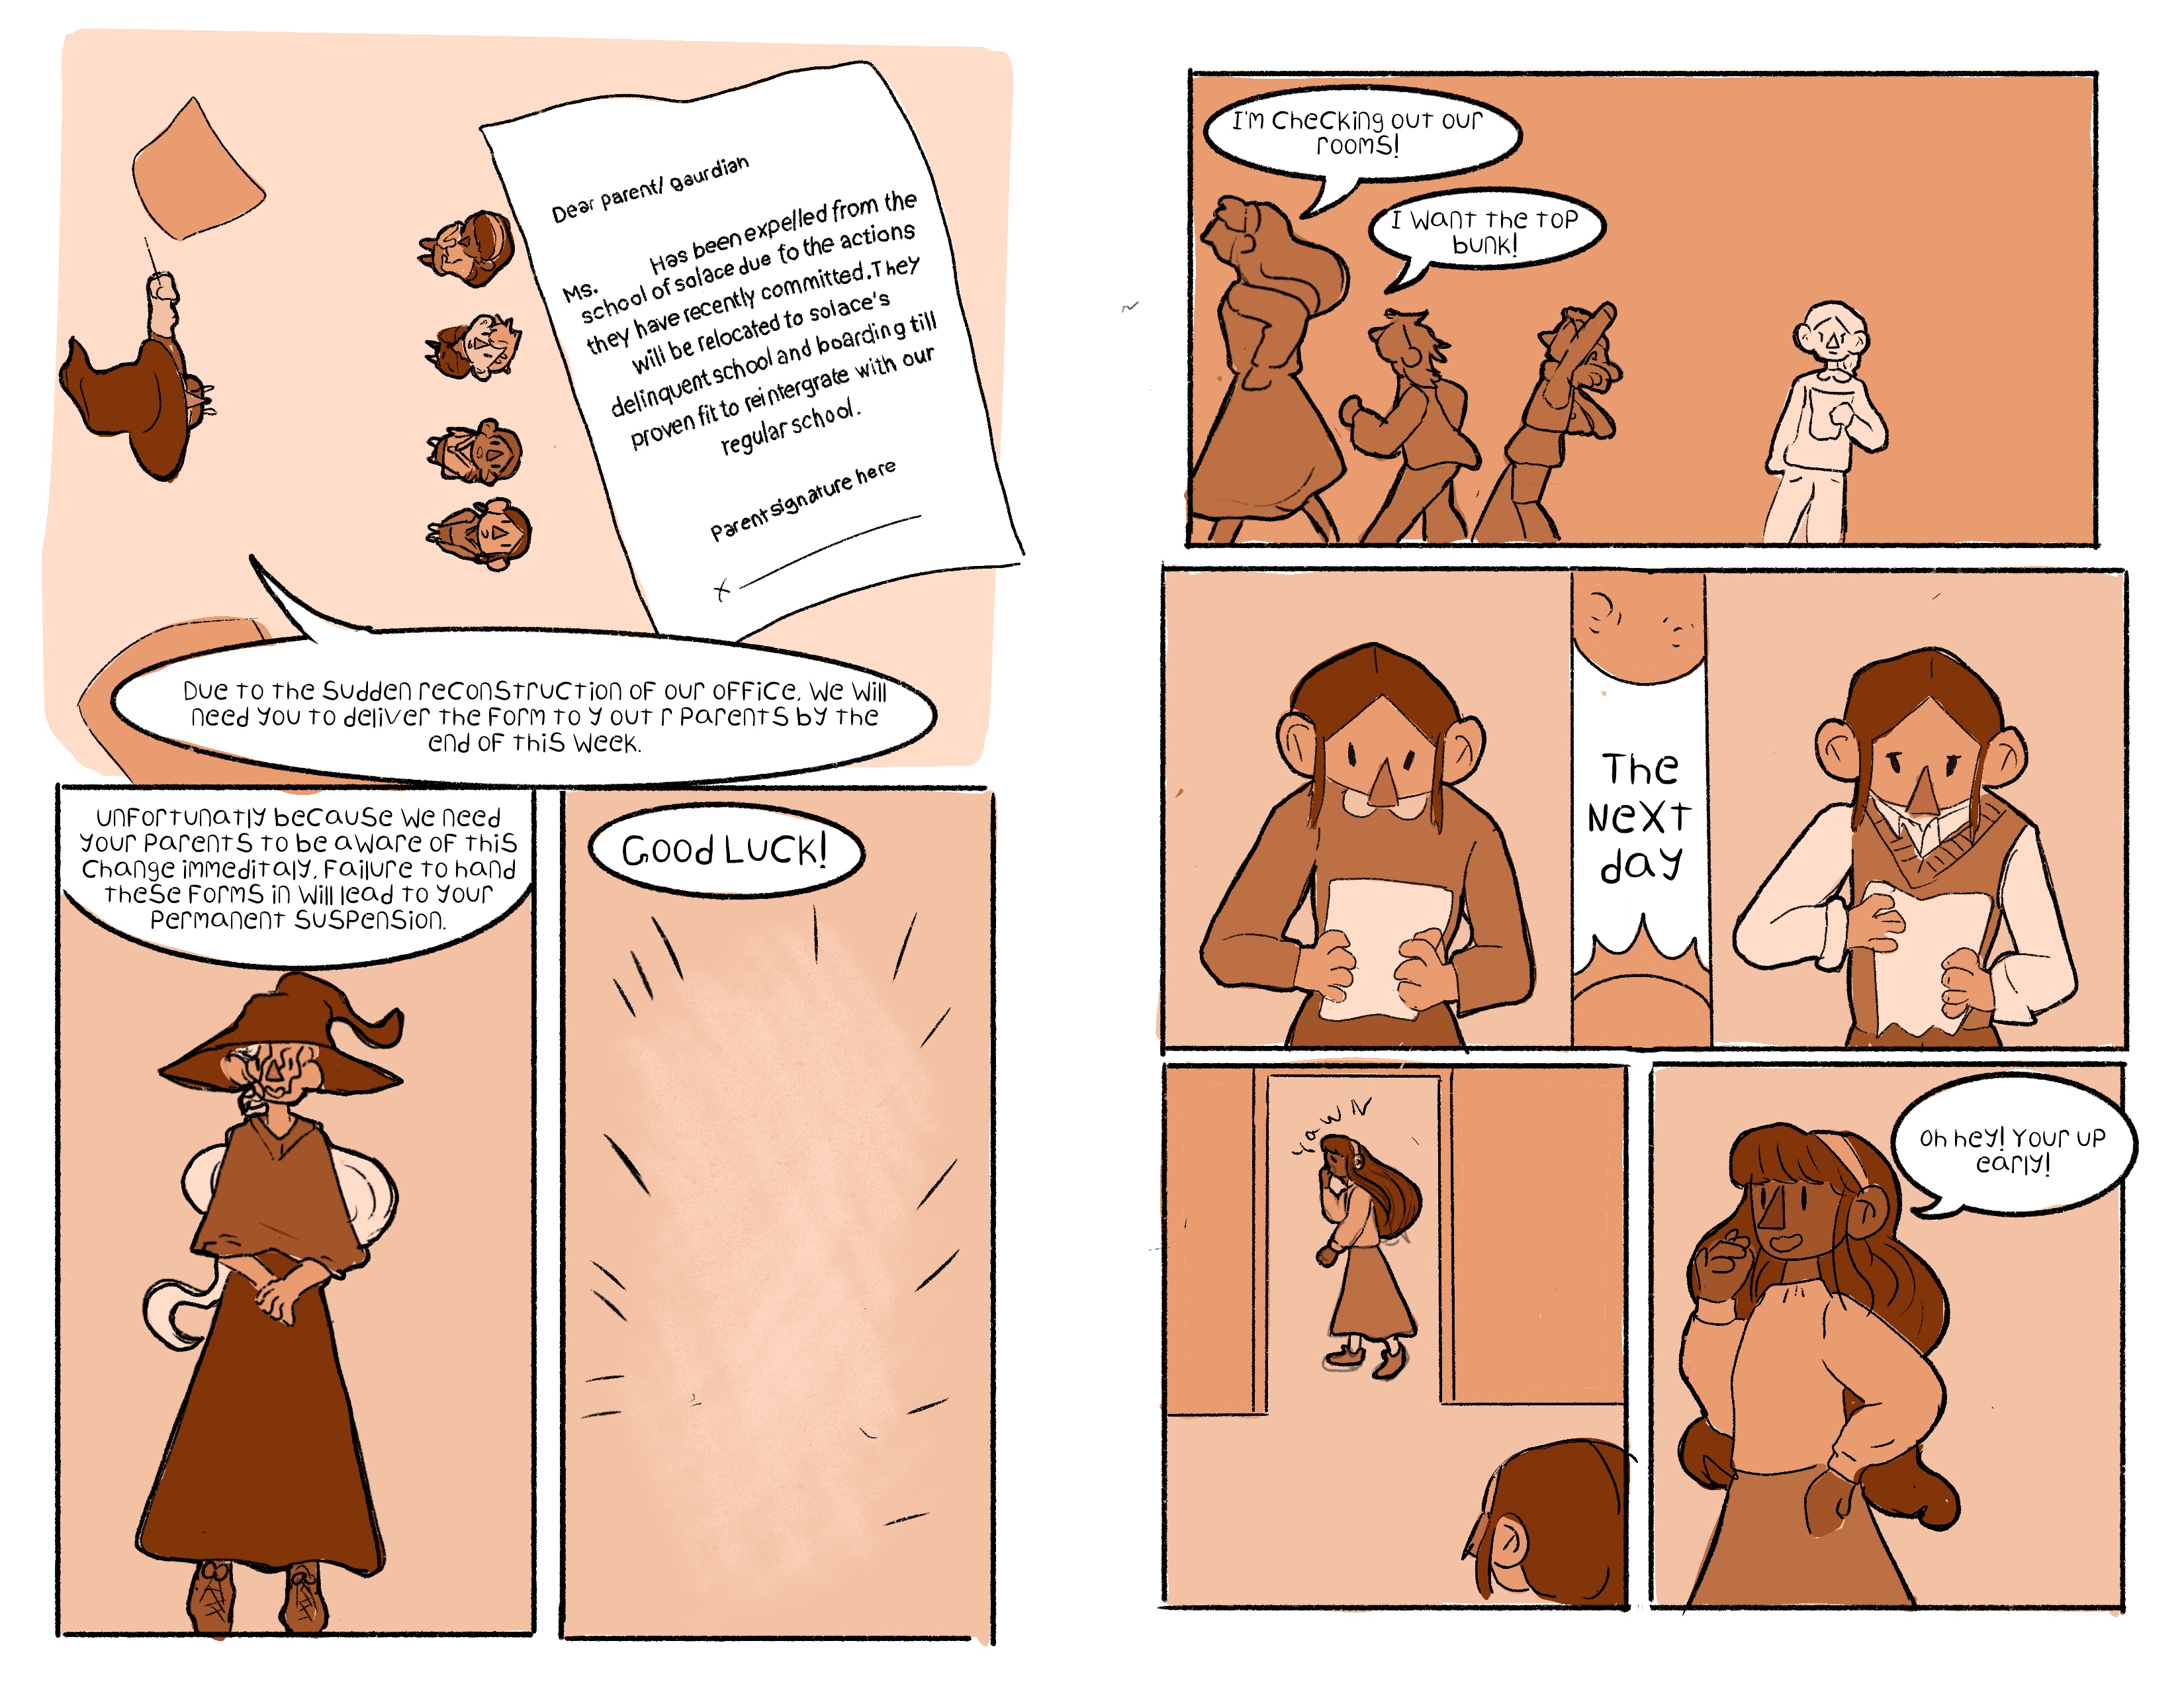 Dear Parent/ gaurdian
Ms.        Has been expelled from the
school of solace due to the actions
they have recently committed.They
will be relocated to solace's
delinquent school and boarding till
proven fit to reintergrate with our
regular school.
Parent signature here
x
Due to the sudden reconstruction of our office. We will
need you to deliver the form to y out r parents by the
end of this week.
unfortunatly because we need
your parents to be aware of this
change immeditaly. Failure to hand
these forms in will lead to your
permanent suspension.
Good Luck!
I'm checking out our
rooms!
I want the top
bunk!
The
Next
day
YAWN
Oh hey! Your up
early!